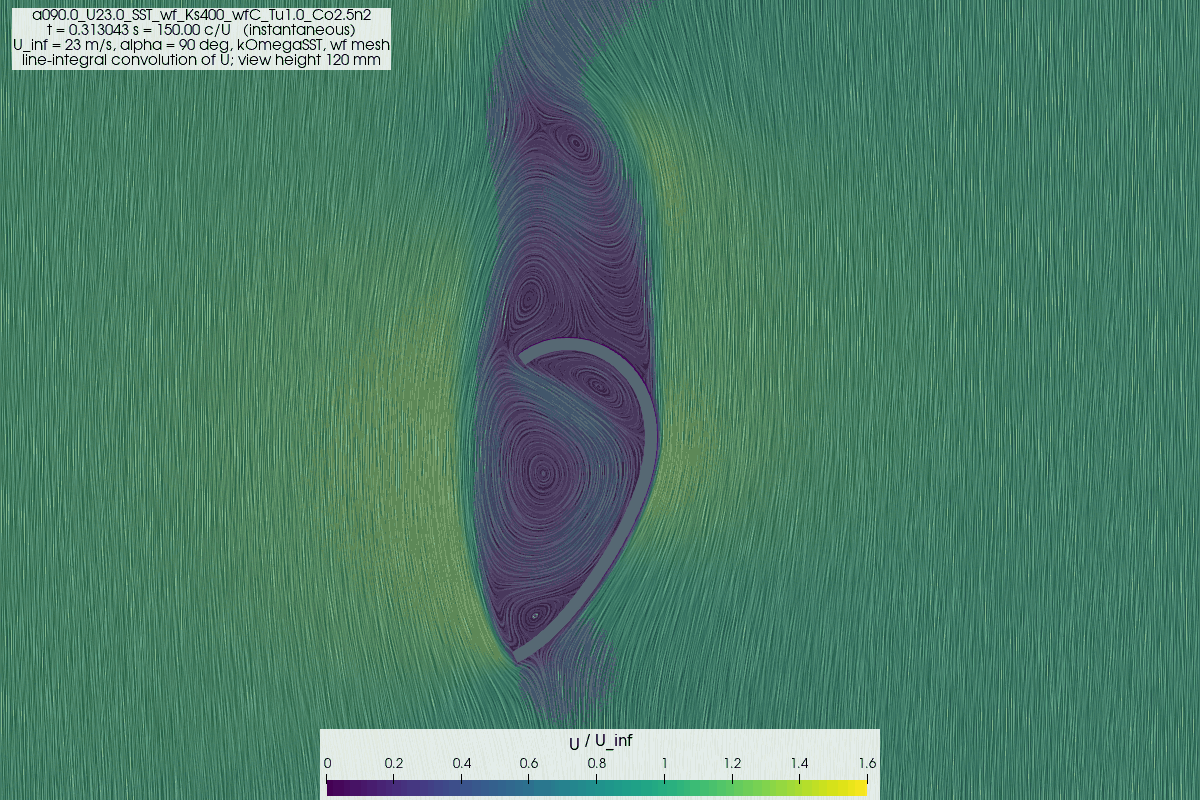 a090.0_U23.0_SST_wf_Ks400_wfC_Tu1.0_Co2.5n2
t = 0.313043 s = 150.00 c/U   (instantaneous)
U_inf = 23 m/s, alpha = 90 deg, kOmegaSST, wf mesh
line-integral convolution of U; view height 120 mm
U / U_inf
0 0.2 0.4 0.6 0.8 1 1.2 1.4 1.6